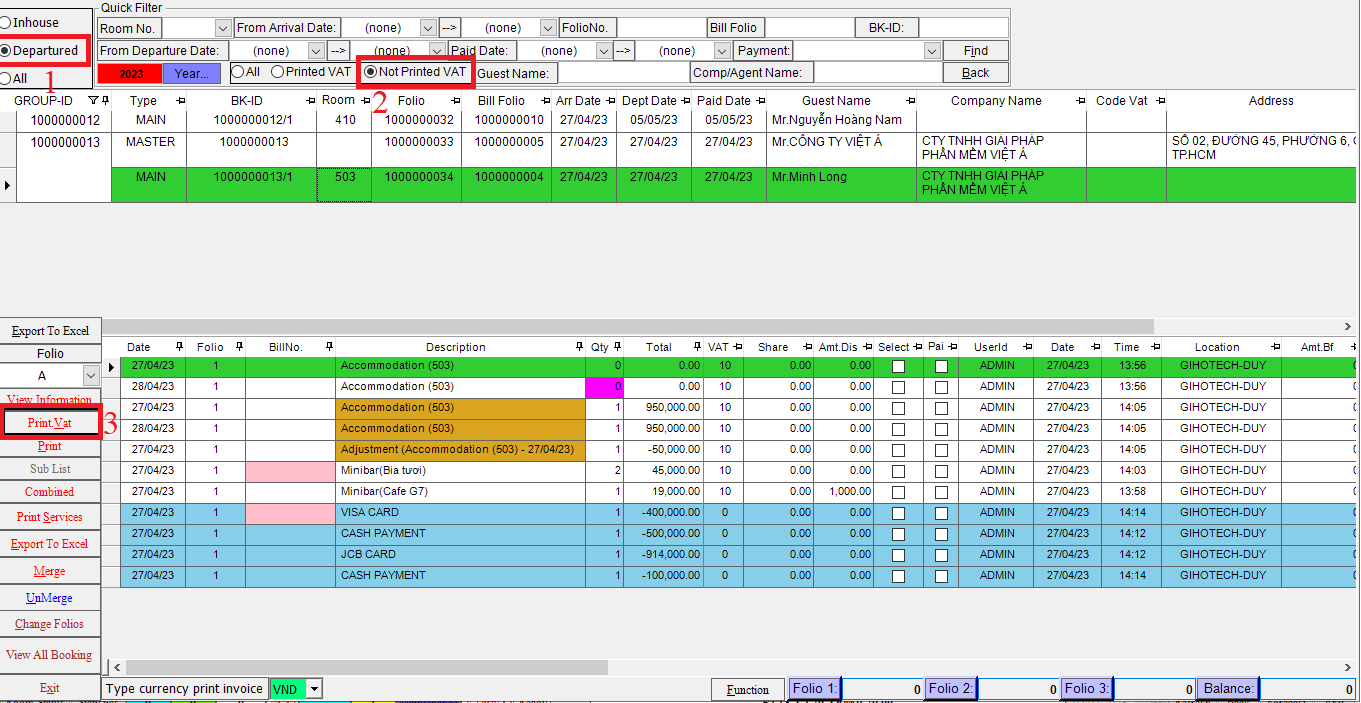 Quick Filter
Inhouse
Room No. From Arrival Date: (none) --> (none) FolioNo. Bill Folio BK-ID:
Departured
From Departure Date: (none) --> (none) Paid Date: (none) --> (none) Payment: Find
All 1
2023 Year... All Printed VAT Not Printed VAT Guest Name: Comp/Agent Name: Back
2
GROUP-ID Type BK-ID Room Folio Bill Folio Arr Date Dept Date Paid Date Guest Name Company Name Code Vat Address
1000000012 MAIN 1000000012/1 410 1000000032 1000000010 27/04/23 05/05/23 05/05/23 Mr.Nguyễn Hoàng Nam
1000000013 MASTER 1000000013 1000000033 1000000005 27/04/23 27/04/23 27/04/23 Mr.CÔNG TY VIỆT Á CTY TNHH GIẢI PHÁP SỐ 02, ĐƯỜNG 45, PHƯỜNG 6,
PHẦN MỀM VIỆT Á TP.HCM
MAIN 1000000013/1 503 1000000034 1000000004 27/04/23 27/04/23 27/04/23 Mr.Minh Long CTY TNHH GIẢI PHÁP
PHẦN MỀM VIỆT Á
Export To Excel
Folio
A
View Information
Print.Vat 3
Print
Sub List
Combined
Print Services
Export To Excel
Merge
UnMerge
Change Folios
View All Booking
Exit
Date Folio BillNo. Description Qty Total VAT Share Amt.Dis Select Pai UserId Date Time Location Amt.Bf
27/04/23 1 Accommodation (503) 0 0.00 10 0.00 0.00 ADMIN 27/04/23 13:56 GIHOTECH-DUY
28/04/23 1 Accommodation (503) 0 0.00 10 0.00 0.00 ADMIN 27/04/23 13:56 GIHOTECH-DUY
27/04/23 1 Accommodation (503) 1 950,000.00 10 0.00 0.00 ADMIN 27/04/23 14:05 GIHOTECH-DUY
28/04/23 1 Accommodation (503) 1 950,000.00 10 0.00 0.00 ADMIN 27/04/23 14:05 GIHOTECH-DUY
27/04/23 1 Adjustment (Accommodation (503) - 27/04/23) 1 -50,000.00 10 0.00 0.00 ADMIN 27/04/23 14:05 GIHOTECH-DUY
27/04/23 1 Minibar(Bia tươi) 2 45,000.00 10 0.00 0.00 ADMIN 27/04/23 14:03 GIHOTECH-DUY
27/04/23 1 Minibar(Cafe G7) 1 19,000.00 10 0.00 1,000.00 ADMIN 27/04/23 13:58 GIHOTECH-DUY
27/04/23 1 VISA CARD 1 -400,000.00 0 0.00 0.00 ADMIN 27/04/23 14:14 GIHOTECH-DUY
27/04/23 1 CASH PAYMENT 1 -500,000.00 0 0.00 0.00 ADMIN 27/04/23 14:12 GIHOTECH-DUY
27/04/23 1 JCB CARD 1 -914,000.00 0 0.00 0.00 ADMIN 27/04/23 14:12 GIHOTECH-DUY
27/04/23 1 CASH PAYMENT 1 -100,000.00 0 0.00 0.00 ADMIN 27/04/23 14:14 GIHOTECH-DUY
Type currency print invoice VND Function Folio 1: 0 Folio 2: 0 Folio 3: 0 Balance: 0